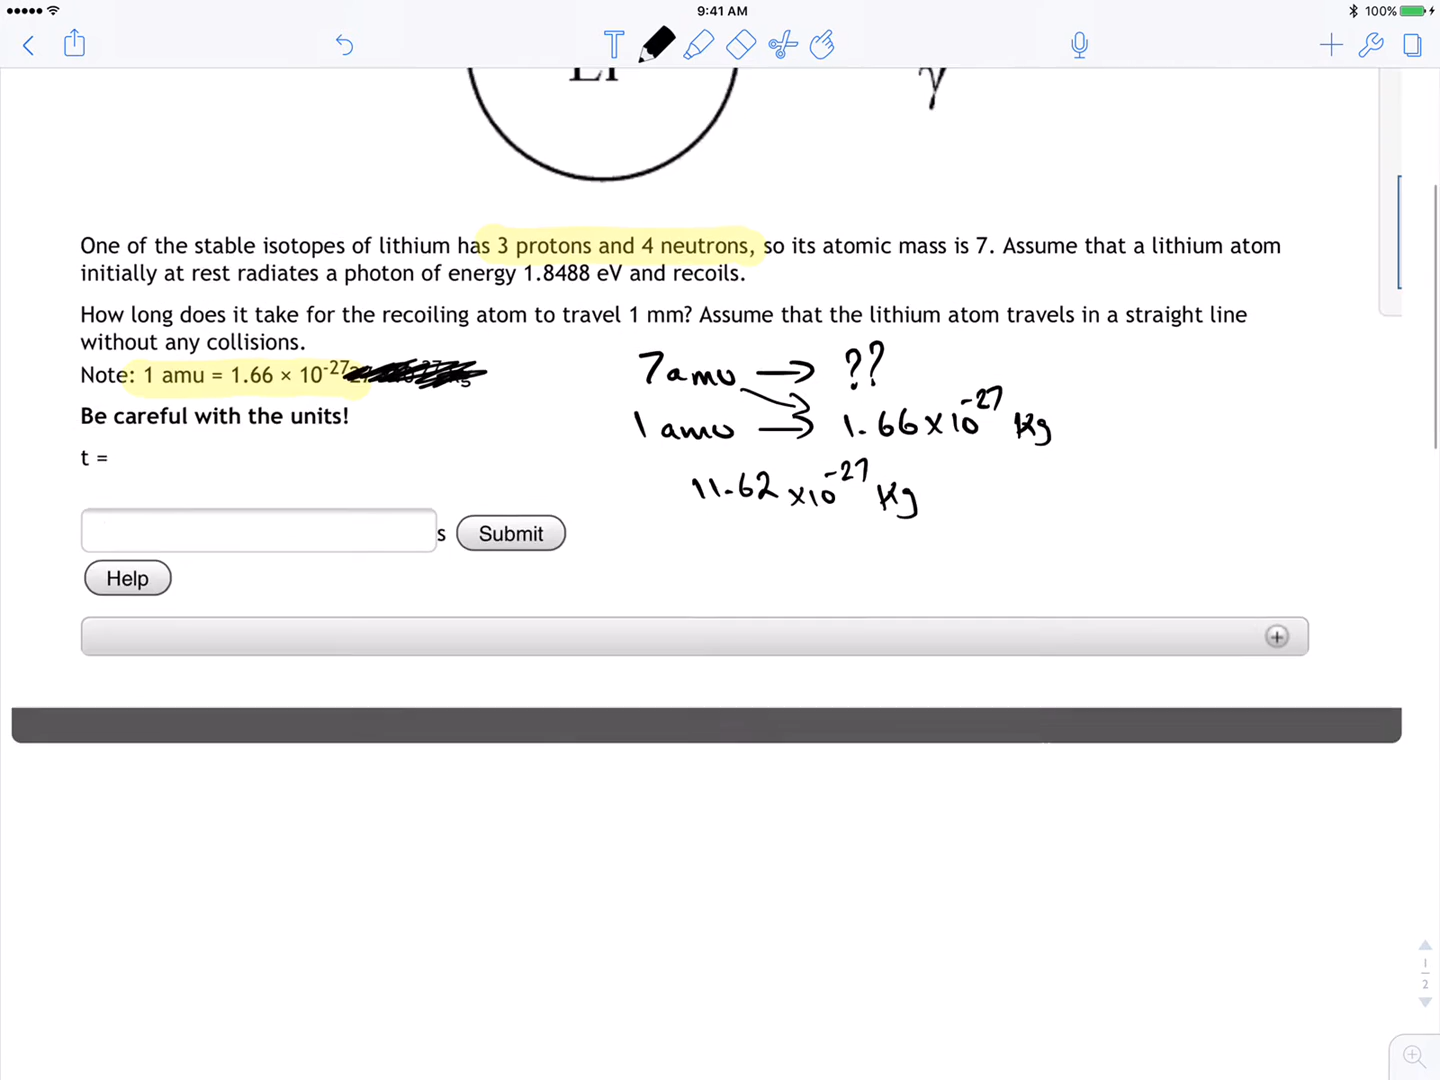 9:41 AM
100%
T
Li
γ
One of the stable isotopes of lithium has 3 protons and 4 neutrons, so its atomic mass is 7. Assume that a lithium atom
initially at rest radiates a photon of energy 1.8488 eV and recoils.
How long does it take for the recoiling atom to travel 1 mm? Assume that the lithium atom travels in a straight line
without any collisions.
Note: 1 amu = 1.66 × 10⁻²⁷
Be careful with the units!
t =
s Submit
Help
7 amu → ??
1 amu → 1.66 x 10⁻²⁷ Kg
11.62 x 10⁻²⁷ Kg
1
2